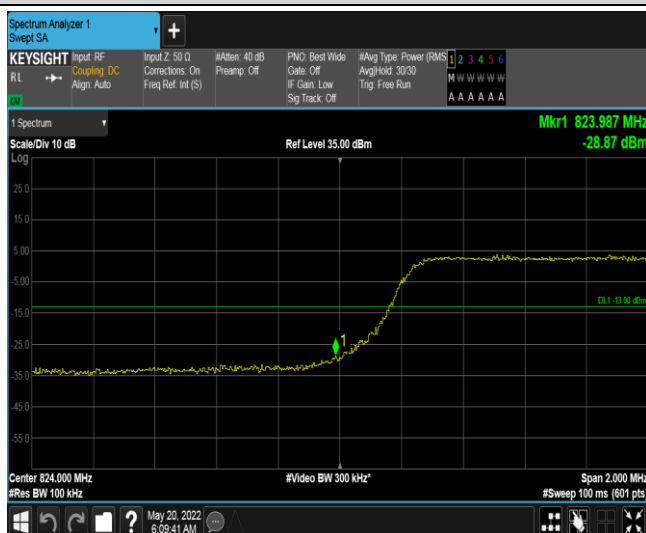 Spectrum Analyzer 1
Swept SA
+
KEYSIGHT Input: RF Input Z: 50 Ω #Atten: 40 dB PNO: Best Wide #Avg Type: Power (RMS 1 2 3 4 5 6
RL Coupling: DC Corrections: On Preamp: Off Gate: Off Avg|Hold: 30/30 M W W W W W
Align: Auto Freq Ref: Int (S) IF Gain: Low Trig: Free Run
Sig Track: Off A A A A A A
1 Spectrum
Mkr1 823.987 MHz
Scale/Div 10 dB Ref Level 35.00 dBm -28.87 dBm
Log
25.0
15.0
5.00
-5.00
DL1 -13.00 dBm
-15.0
-25.0
1
-35.0
-45.0
-55.0
Center 824.000 MHz #Video BW 300 kHz* Span 2.000 MHz
#Res BW 100 kHz #Sweep 100 ms (601 pts)
? May 20, 2022
6:09:41 AM